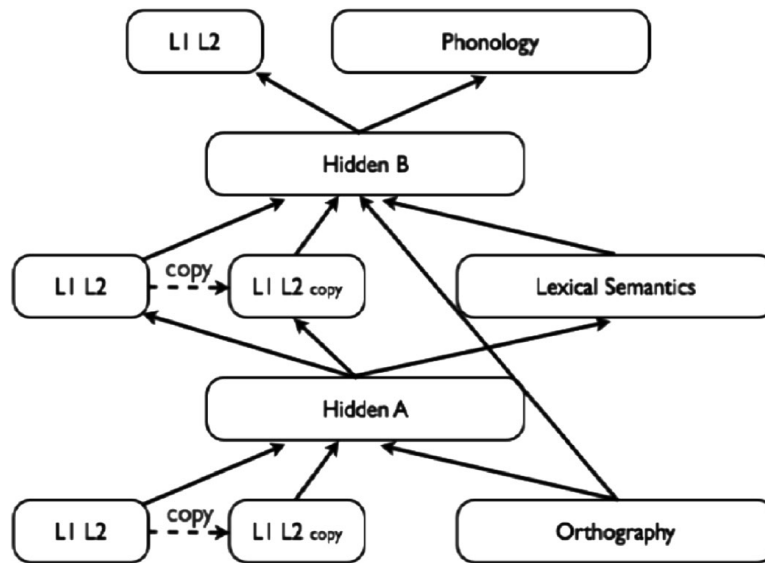 L1 L2
Phonology
Hidden B
L1 L2
copy
L1 L2 copy
Lexical Semantics
Hidden A
L1 L2
copy
L1 L2 copy
Orthography